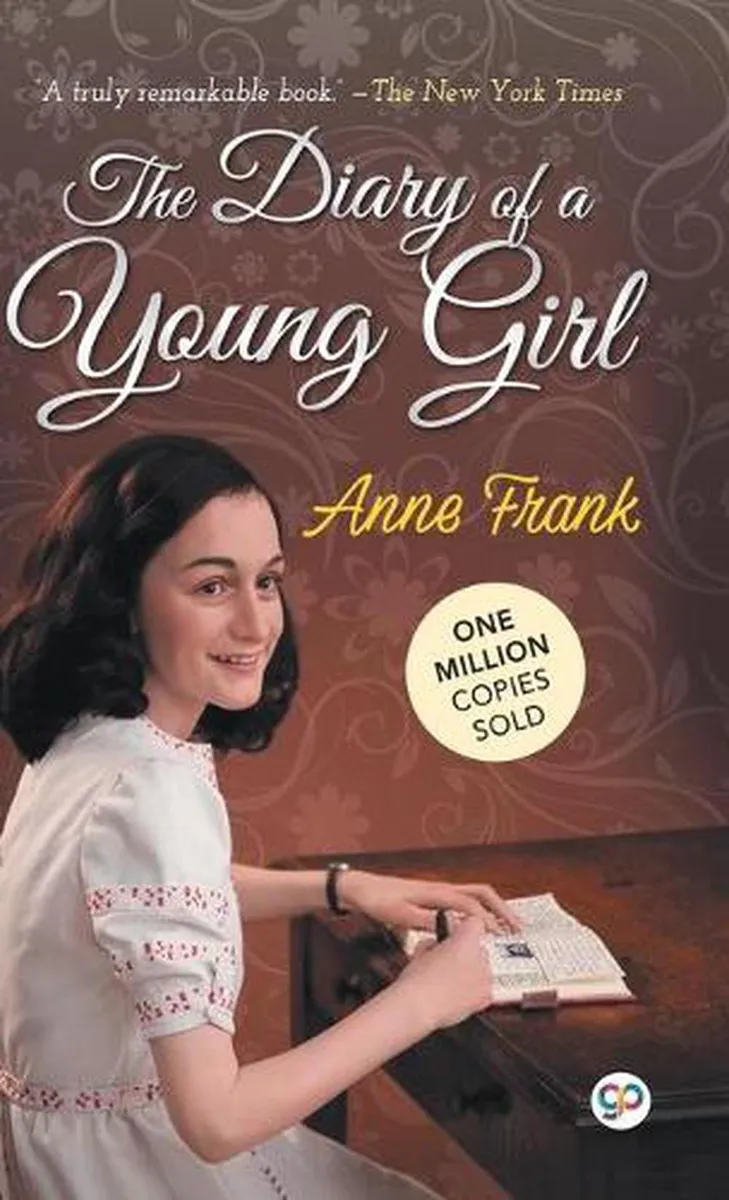 "A truly remarkable book." —The New York Times
The Diary of a
Young Girl
Anne Frank
ONE
MILLION
COPIES
SOLD
gp